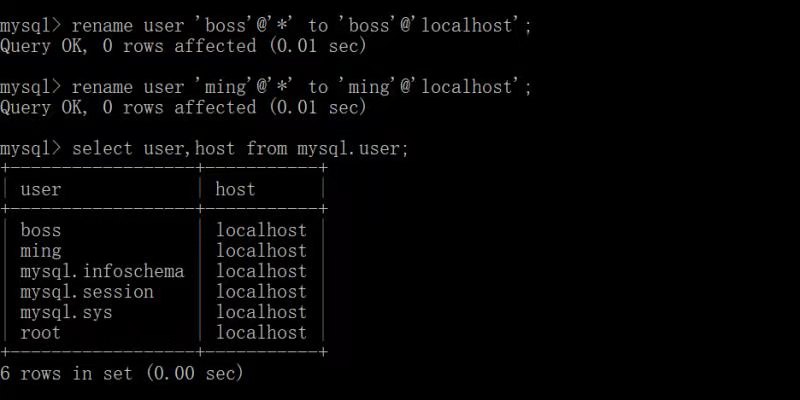 mysql> rename user 'boss'@'*' to 'boss'@'localhost';
Query OK, 0 rows affected (0.01 sec)
mysql> rename user 'ming'@'*' to 'ming'@'localhost';
Query OK, 0 rows affected (0.01 sec)
mysql> select user,host from mysql.user;
+------------------+-----------+
| user             | host      |
+------------------+-----------+
| boss             | localhost |
| ming             | localhost |
| mysql.infoschema | localhost |
| mysql.session    | localhost |
| mysql.sys        | localhost |
| root             | localhost |
+------------------+-----------+
6 rows in set (0.00 sec)